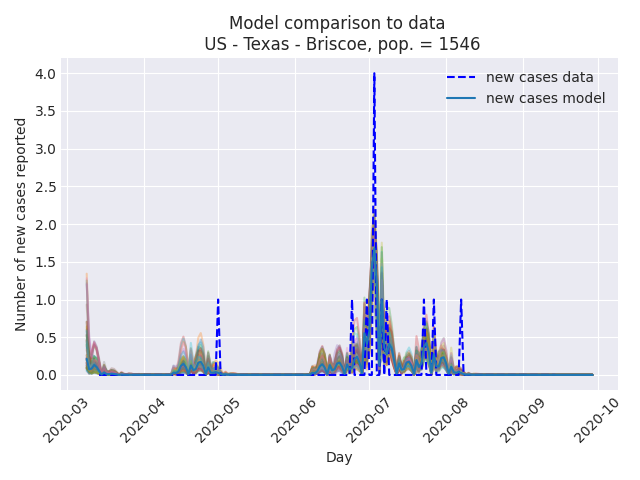 Model comparison to data
US - Texas - Briscoe, pop. = 1546
new cases data
new cases model
Number of new cases reported
4.0
3.5
3.0
2.5
2.0
1.5
1.0
0.5
0.0
2020-03
2020-04
2020-05
2020-06
2020-07
2020-08
2020-09
2020-10
Day